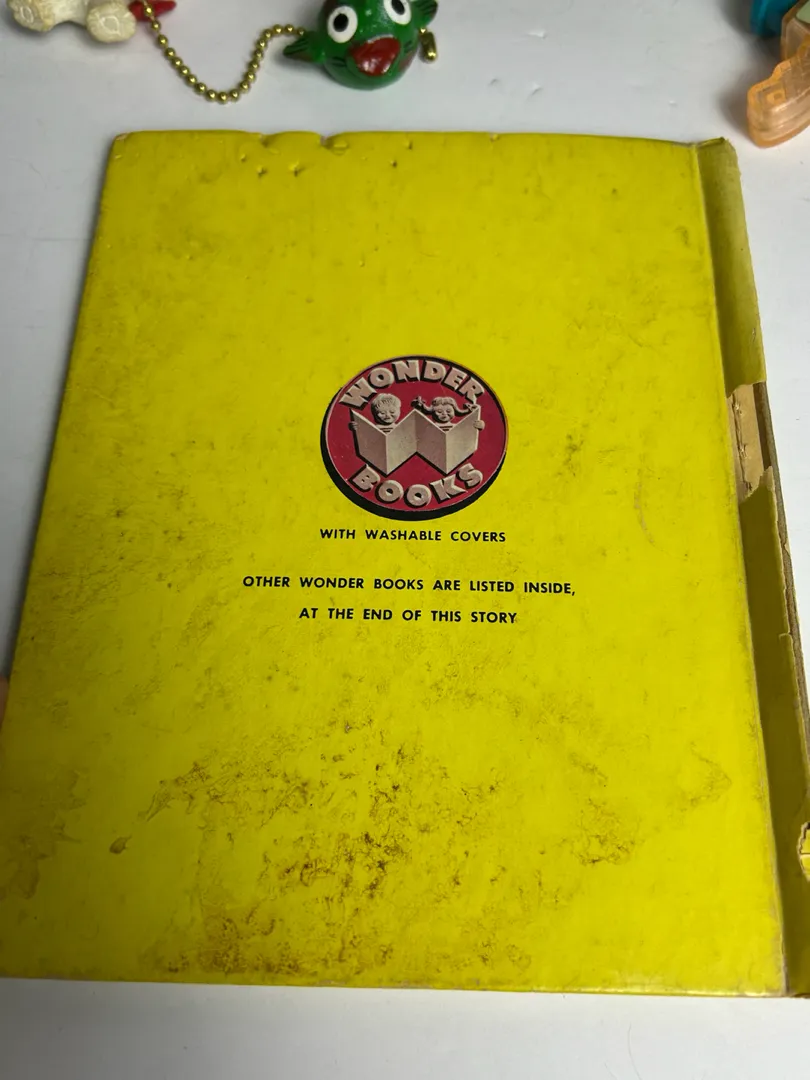 WONDER
BOOKS
WITH WASHABLE COVERS
OTHER WONDER BOOKS ARE LISTED INSIDE,
AT THE END OF THIS STORY